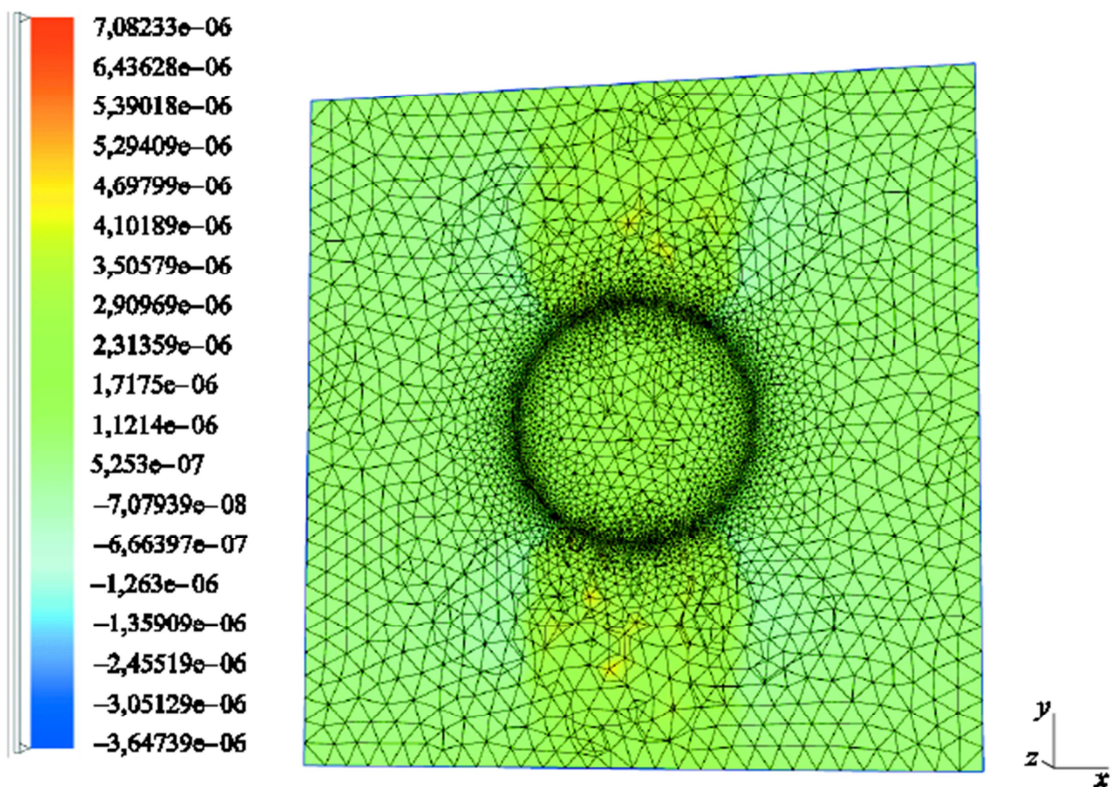 7,08233e−06
6,43628e−06
5,39018e−06
5,29409e−06
4,69799e−06
4,10189e−06
3,50579e−06
2,90969e−06
2,31359e−06
1,7175e−06
1,1214e−06
5,253e−07
−7,07939e−08
−6,66397e−07
−1,263e−06
−1,35909e−06
−2,45519e−06
−3,05129e−06
−3,64739e−06
y
z
x